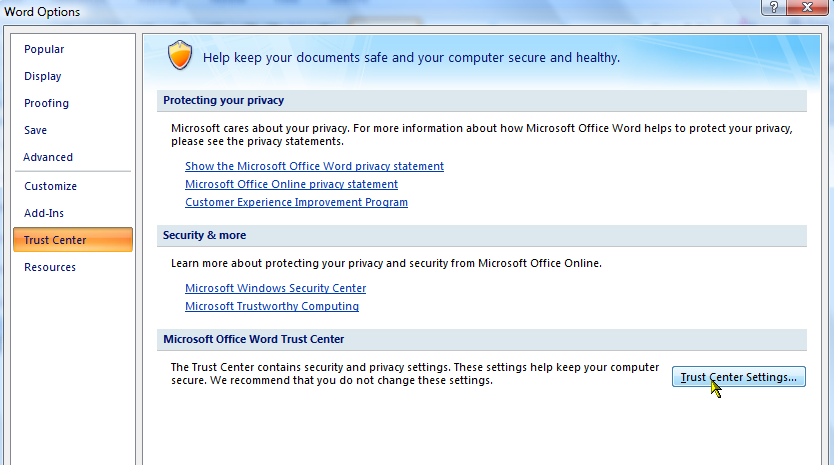 Word Options
?
Popular
Display
Proofing
Save
Advanced
Customize
Add-Ins
Trust Center
Resources
Help keep your documents safe and your computer secure and healthy.
Protecting your privacy
Microsoft cares about your privacy. For more information about how Microsoft Office Word helps to protect your privacy,
please see the privacy statements.
Show the Microsoft Office Word privacy statement
Microsoft Office Online privacy statement
Customer Experience Improvement Program
Security & more
Learn more about protecting your privacy and security from Microsoft Office Online.
Microsoft Windows Security Center
Microsoft Trustworthy Computing
Microsoft Office Word Trust Center
The Trust Center contains security and privacy settings. These settings help keep your computer
secure. We recommend that you do not change these settings.
Trust Center Settings...